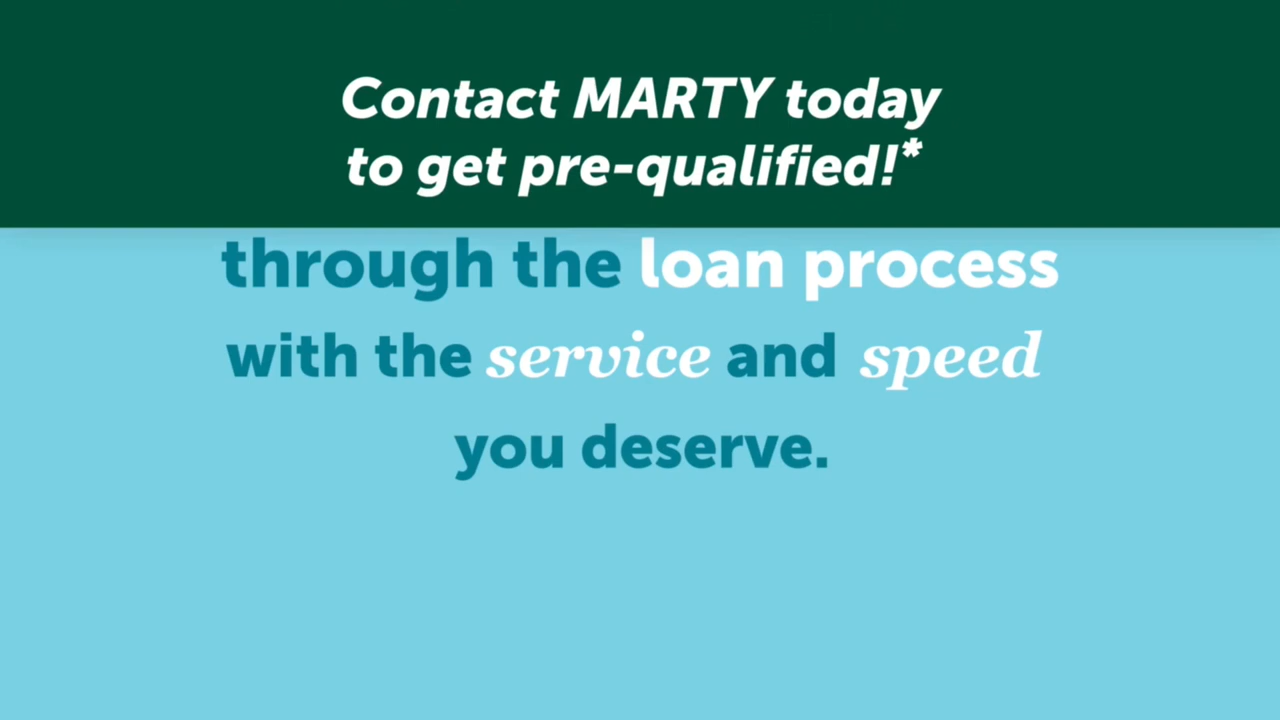 Contact MARTY today
to get pre-qualified!*
through the loan process
with the service and speed
you deserve.